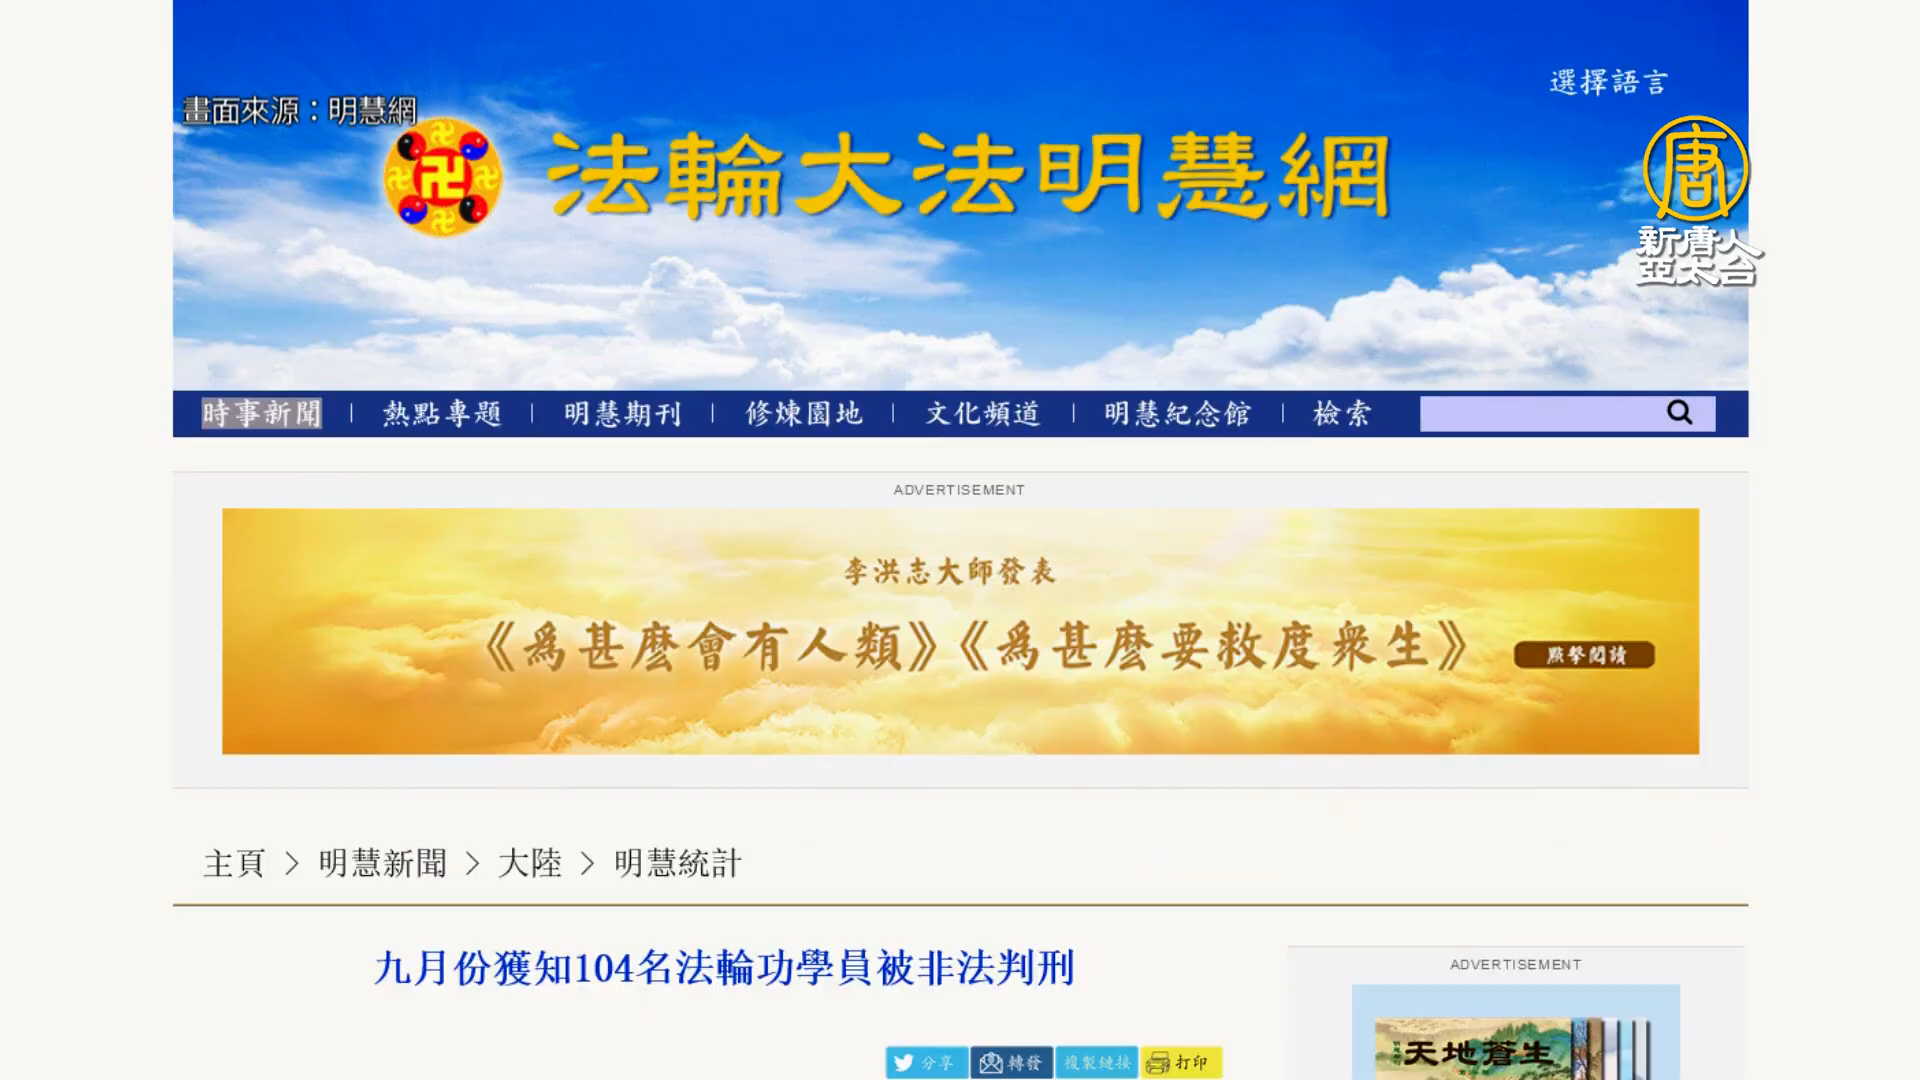 選擇語言
畫面來源：明慧網
法輪大法明慧網
唐
新唐人
亞太台
時事新聞 | 熱點專題 | 明慧期刊 | 修煉園地 | 文化頻道 | 明慧紀念館 | 檢索
ADVERTISEMENT
李洪志大師發表
《爲甚麼會有人類》《爲甚麼要救度眾生》
點擊閱讀
主頁 > 明慧新聞 > 大陸 > 明慧統計
九月份獲知104名法輪功學員被非法判刑
ADVERTISEMENT
分享 轉發 複製鏈接 打印
天地蒼生